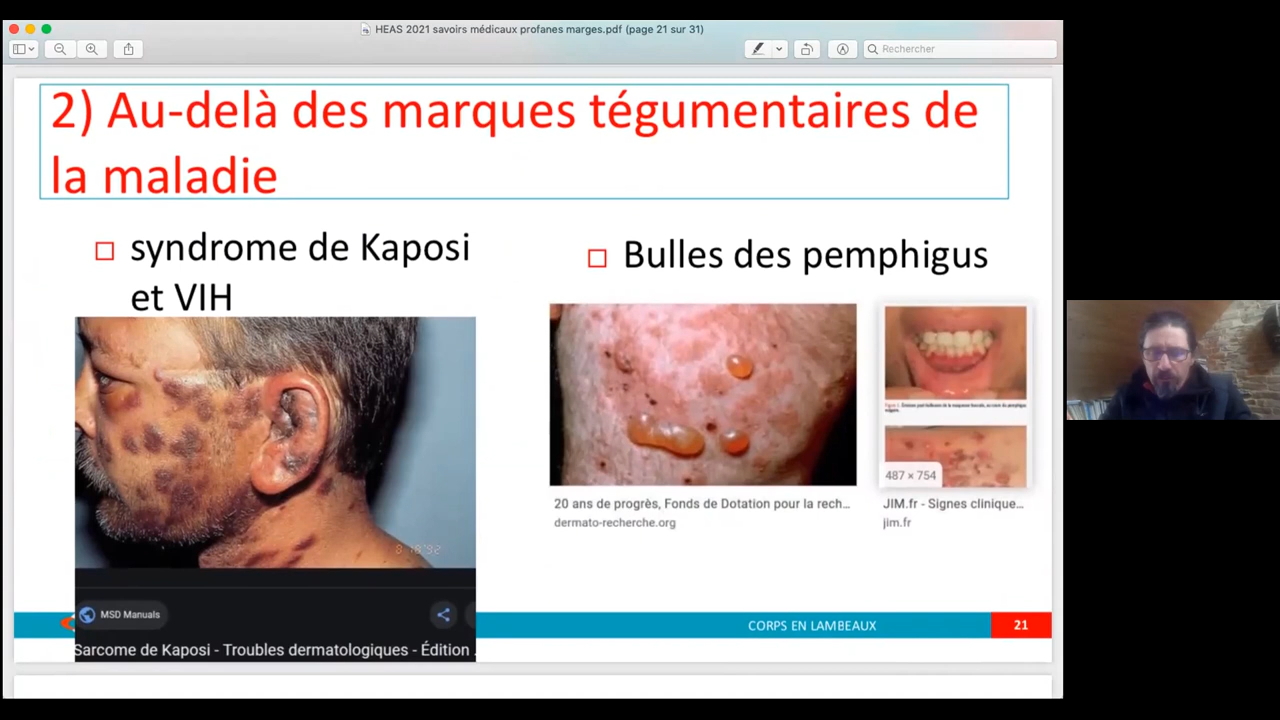 HEAS 2021 savoirs médicaux profanes marges.pdf (page 21 sur 31)
Rechercher
2) Au-delà des marques tégumentaires de
la maladie
syndrome de Kaposi
et VIH
Bulles des pemphigus
8 18 '92
487 × 754
20 ans de progrès, Fonds de Dotation pour la rech...
dermato-recherche.org
JIM.fr - Signes clinique...
jim.fr
MSD Manuals
Sarcome de Kaposi - Troubles dermatologiques - Édition ...
CORPS EN LAMBEAUX
21